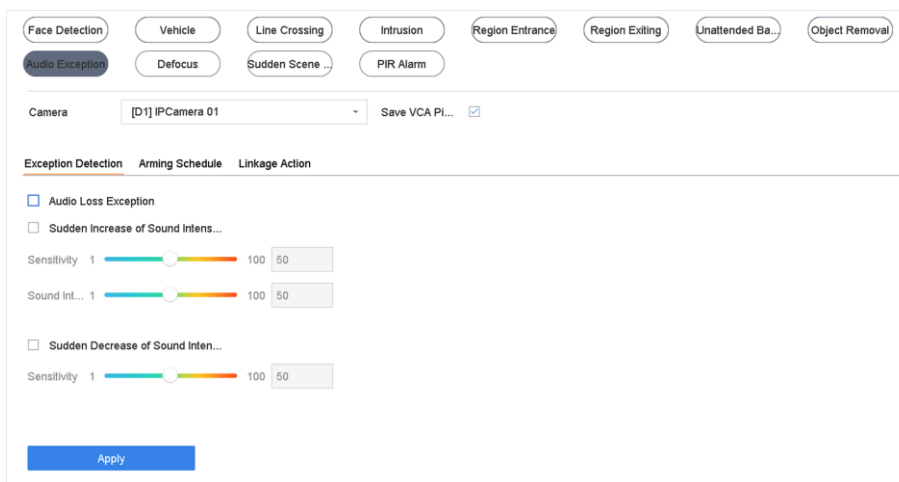 Face Detection Vehicle Line Crossing Intrusion Region Entrance Region Exiting Unattended Ba... Object Removal
Audio Exception Defocus Sudden Scene ... PIR Alarm
Camera [D1] IPCamera 01 Save VCA Pi...
Exception Detection Arming Schedule Linkage Action
Audio Loss Exception
Sudden Increase of Sound Intens...
Sensitivity 1 100 50
Sound Int... 1 100 50
Sudden Decrease of Sound Inten...
Sensitivity 1 100 50
Apply